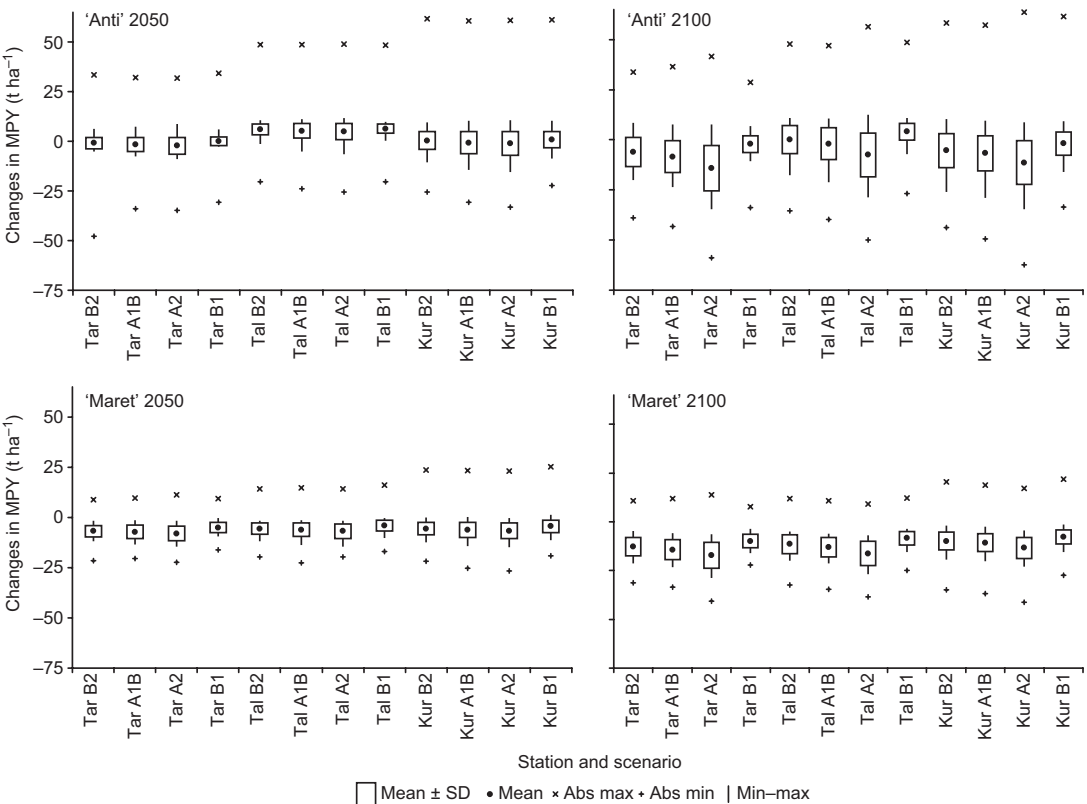 ‘Anti’ 2050
‘Anti’ 2100
Changes in MPY (t ha⁻¹)
50
25
0
−25
−50
−75
Tar B2
Tar A1B
Tar A2
Tar B1
Tal B2
Tal A1B
Tal A2
Tal B1
Kur B2
Kur A1B
Kur A2
Kur B1
Tar B2
Tar A1B
Tar A2
Tar B1
Tal B2
Tal A1B
Tal A2
Tal B1
Kur B2
Kur A1B
Kur A2
Kur B1
‘Maret’ 2050
‘Maret’ 2100
Changes in MPY (t ha⁻¹)
50
25
0
−25
−50
−75
Tar B2
Tar A1B
Tar A2
Tar B1
Tal B2
Tal A1B
Tal A2
Tal B1
Kur B2
Kur A1B
Kur A2
Kur B1
Tar B2
Tar A1B
Tar A2
Tar B1
Tal B2
Tal A1B
Tal A2
Tal B1
Kur B2
Kur A1B
Kur A2
Kur B1
Station and scenario
Mean ± SD • Mean × Abs max + Abs min | Min–max